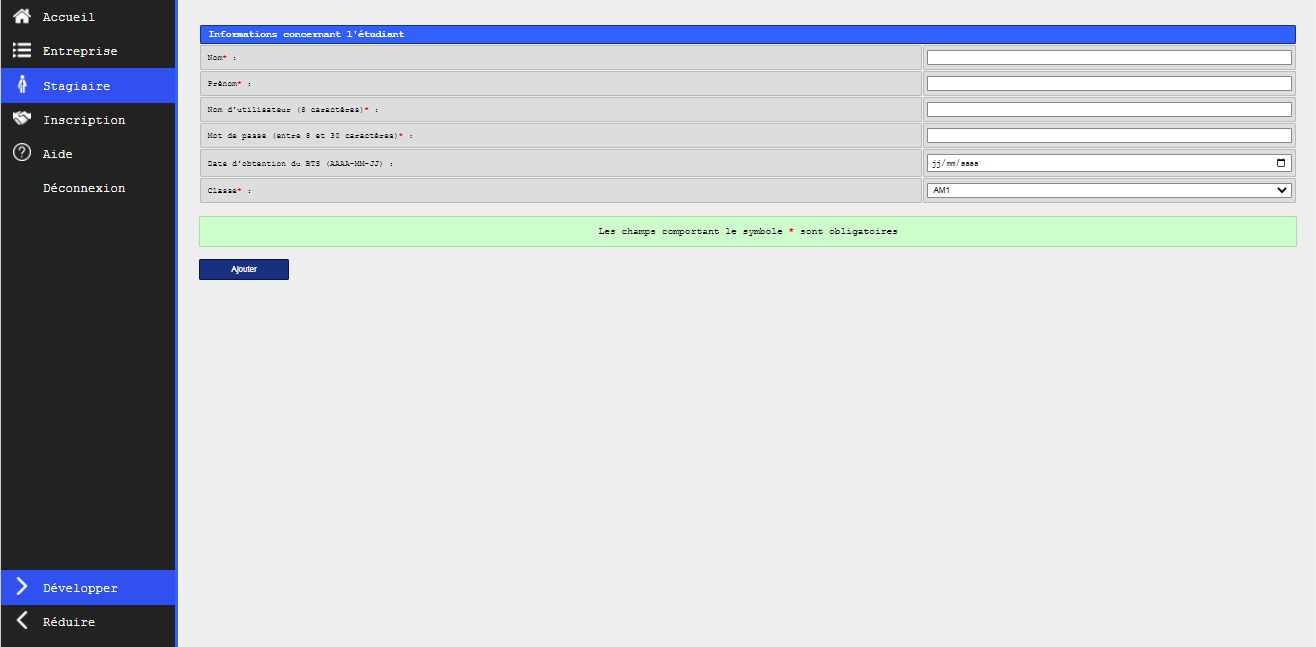 Accueil
Entreprise
Stagiaire
Inscription
Aide
Déconnexion
Développer
Réduire
Informations concernant l'étudiant
Nom* :
Prénom* :
Nom d'utilisateur (8 caractères)* :
Mot de passe (entre 8 et 30 caractères)* :
Date d'obtention du BTS (AAAA-MM-JJ) : jj/mm/aaaa
Classe* : AM1
Les champs comportant le symbole * sont obligatoires
Ajouter